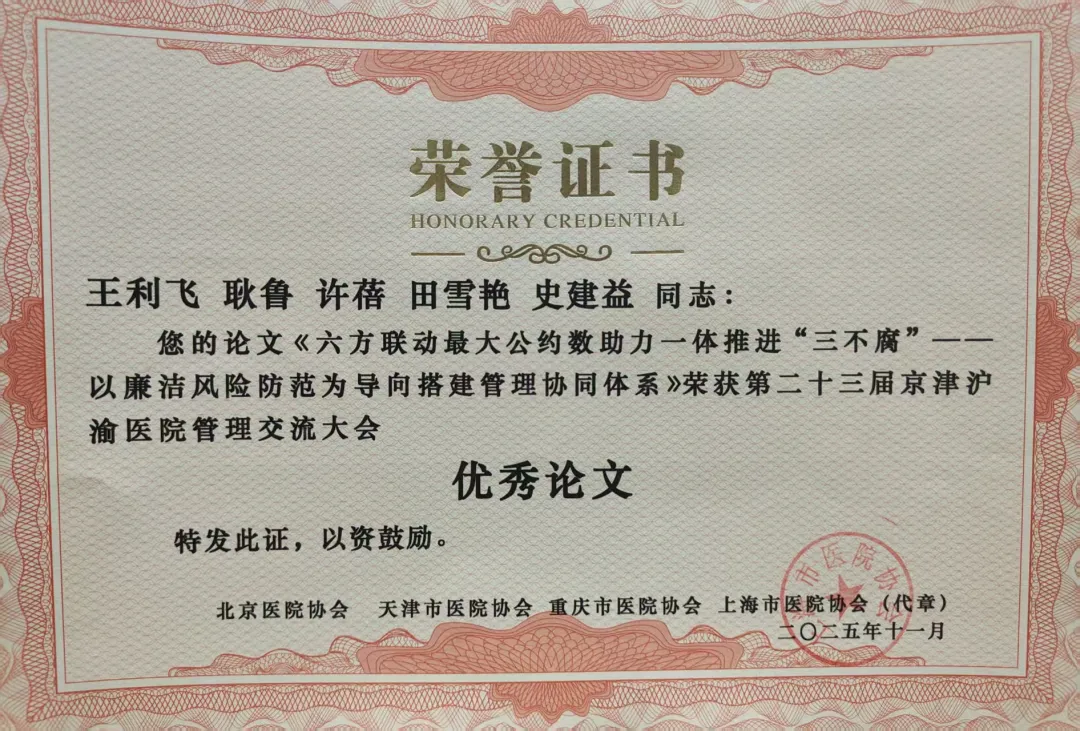 荣誉证书
HONORARY CREDENTIAL
王利飞 耿鲁 许蓓 田雪艳 史建益 同志：
您的论文《六方联动最大公约数助力一体推进“三不腐”——
以廉洁风险防范为导向搭建管理协同体系》荣获第二十三届京津沪
渝医院管理交流大会
优秀论文
特发此证，以资鼓励。
北京医院协会 天津市医院协会 重庆市医院协会 上海市医院协会（代章）
二〇二五年十一月
海市医院协会